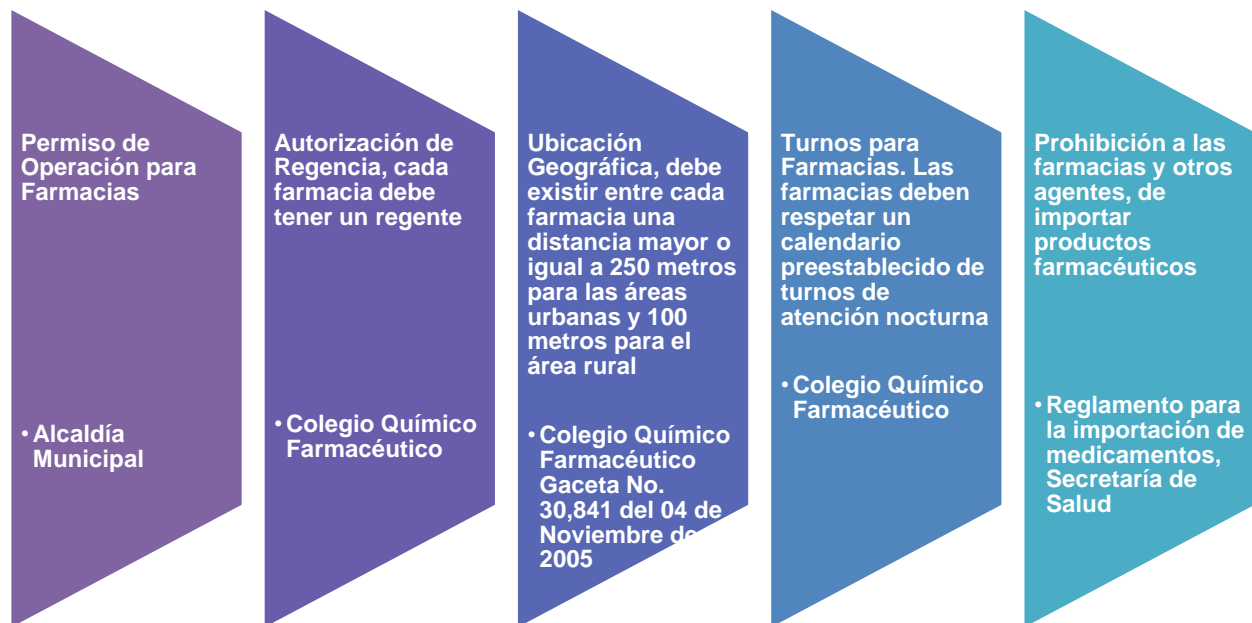 Permiso de
Operación para
Farmacias
• Alcaldía
Municipal
Autorización de
Regencia, cada
farmacia debe
tener un regente
• Colegio Químico
Farmacéutico
Ubicación
Geográfica, debe
existir entre cada
farmacia una
distancia mayor o
igual a 250 metros
para las áreas
urbanas y 100
metros para el
área rural
• Colegio Químico
Farmacéutico
Gaceta No.
30,841 del 04 de
Noviembre de
2005
Turnos para
Farmacias. Las
farmacias deben
respetar un
calendario
preestablecido de
turnos de
atención nocturna
• Colegio Químico
Farmacéutico
Prohibición a las
farmacias y otros
agentes, de
importar
productos
farmacéuticos
• Reglamento para
la importación de
medicamentos,
Secretaría de
Salud